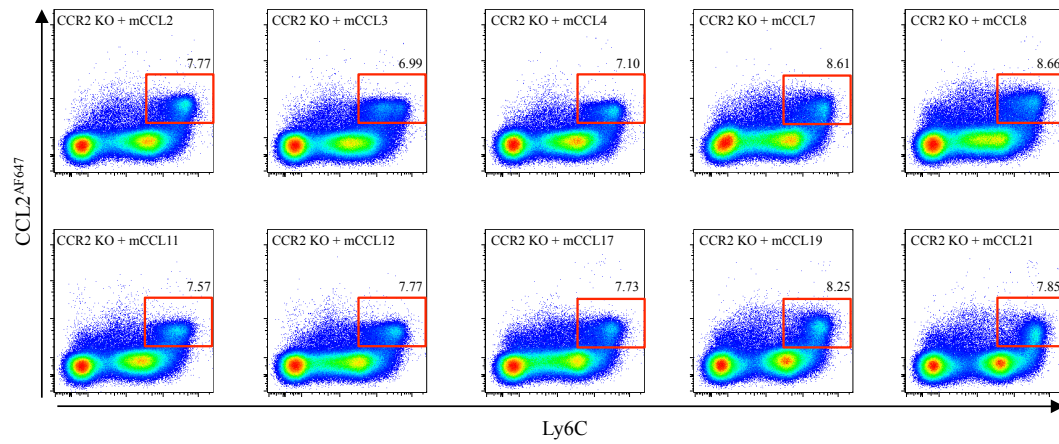 CCR2 KO + mCCL2
7.77
CCR2 KO + mCCL3
6.99
CCR2 KO + mCCL4
7.10
CCR2 KO + mCCL7
8.61
CCR2 KO + mCCL8
8.66
CCR2 KO + mCCL11
7.57
CCR2 KO + mCCL12
7.77
CCR2 KO + mCCL17
7.73
CCR2 KO + mCCL19
8.25
CCR2 KO + mCCL21
7.85
CCL2AF647
Ly6C